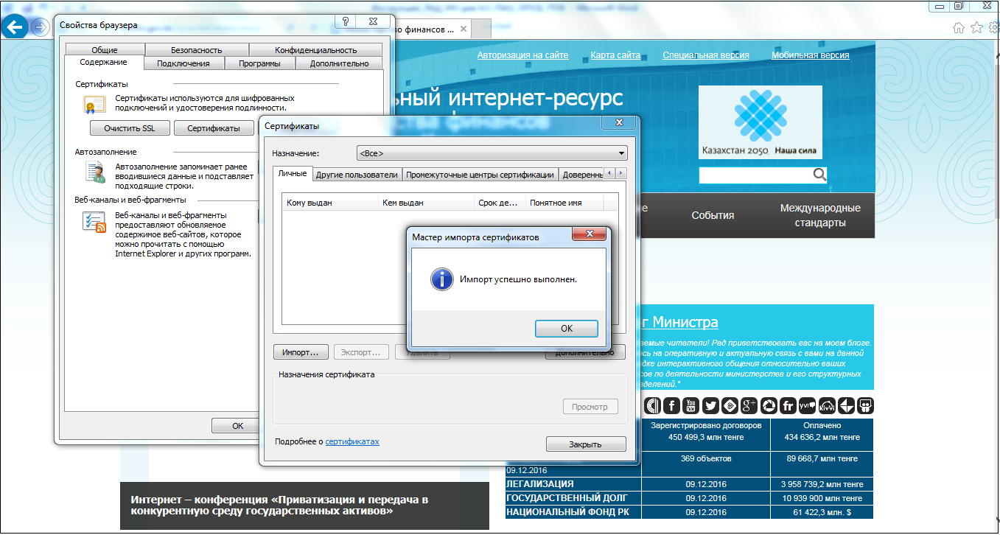 Свойства браузера
во финансов ...
Общие
Безопасность
Конфиденциальность
Содержание
Подключения
Программы
Дополнительно
Сертификаты
Сертификаты используются для шифрованных
подключений и удостоверения подлинности.
Очистить SSL
Сертификаты
Автозаполнение
Автозаполнение запоминает ранее
вводившиеся данные и подставляет
подходящие строки.
Веб-каналы и веб-фрагменты
Веб-каналы и веб-фрагменты
предоставляют обновляемое
содержимое веб-сайтов, которое
можно прочитать с помощью
Internet Explorer и других программ.
ОК
Сертификаты
Назначение:
<Все>
Личные
Другие пользователи
Промежуточные центры сертификации
Доверенн
Кому выдан
Кем выдан
Срок де...
Понятное имя
Мастер импорта сертификатов
Импорт успешно выполнен.
ОК
Импорт...
Экспорт...
Удалить
Дополнительно
Назначения сертификата
Просмотр
Подробнее о сертификатах
Закрыть
Авторизация на сайте
Карта сайта
Специальная версия
Мобильная версия
ьный интернет-ресурс
ства финансов
Казахстан 2050 Наша сила
е
События
Международные
стандарты
г Министра
аемые читатели! Рад приветствовать вас на моем блоге.
сь на оперативную и актуальную связь с вами на данной
дке интерактивного общения относительно ваших
сов по деятельности министерства и его структурных
зделений."
f
You
Tube
g+
fr
yvi
KivVi
Зарегистрировано договоров
450 499,3 млн тенге
Оплачено
434 636,2 млн тенге
09.12.2016
369 объектов
89 668,7 млн тенге
ЛЕГАЛИЗАЦИЯ
09.12.2016
3 958 739,2 млн тенге
ГОСУДАРСТВЕННЫЙ ДОЛГ
09.12.2016
10 939 900 млн тенге
НАЦИОНАЛЬНЫЙ ФОНД РК
09.12.2016
61 422,3 млн. $
Интернет – конференция «Приватизация и передача в
конкурентную среду государственных активов»